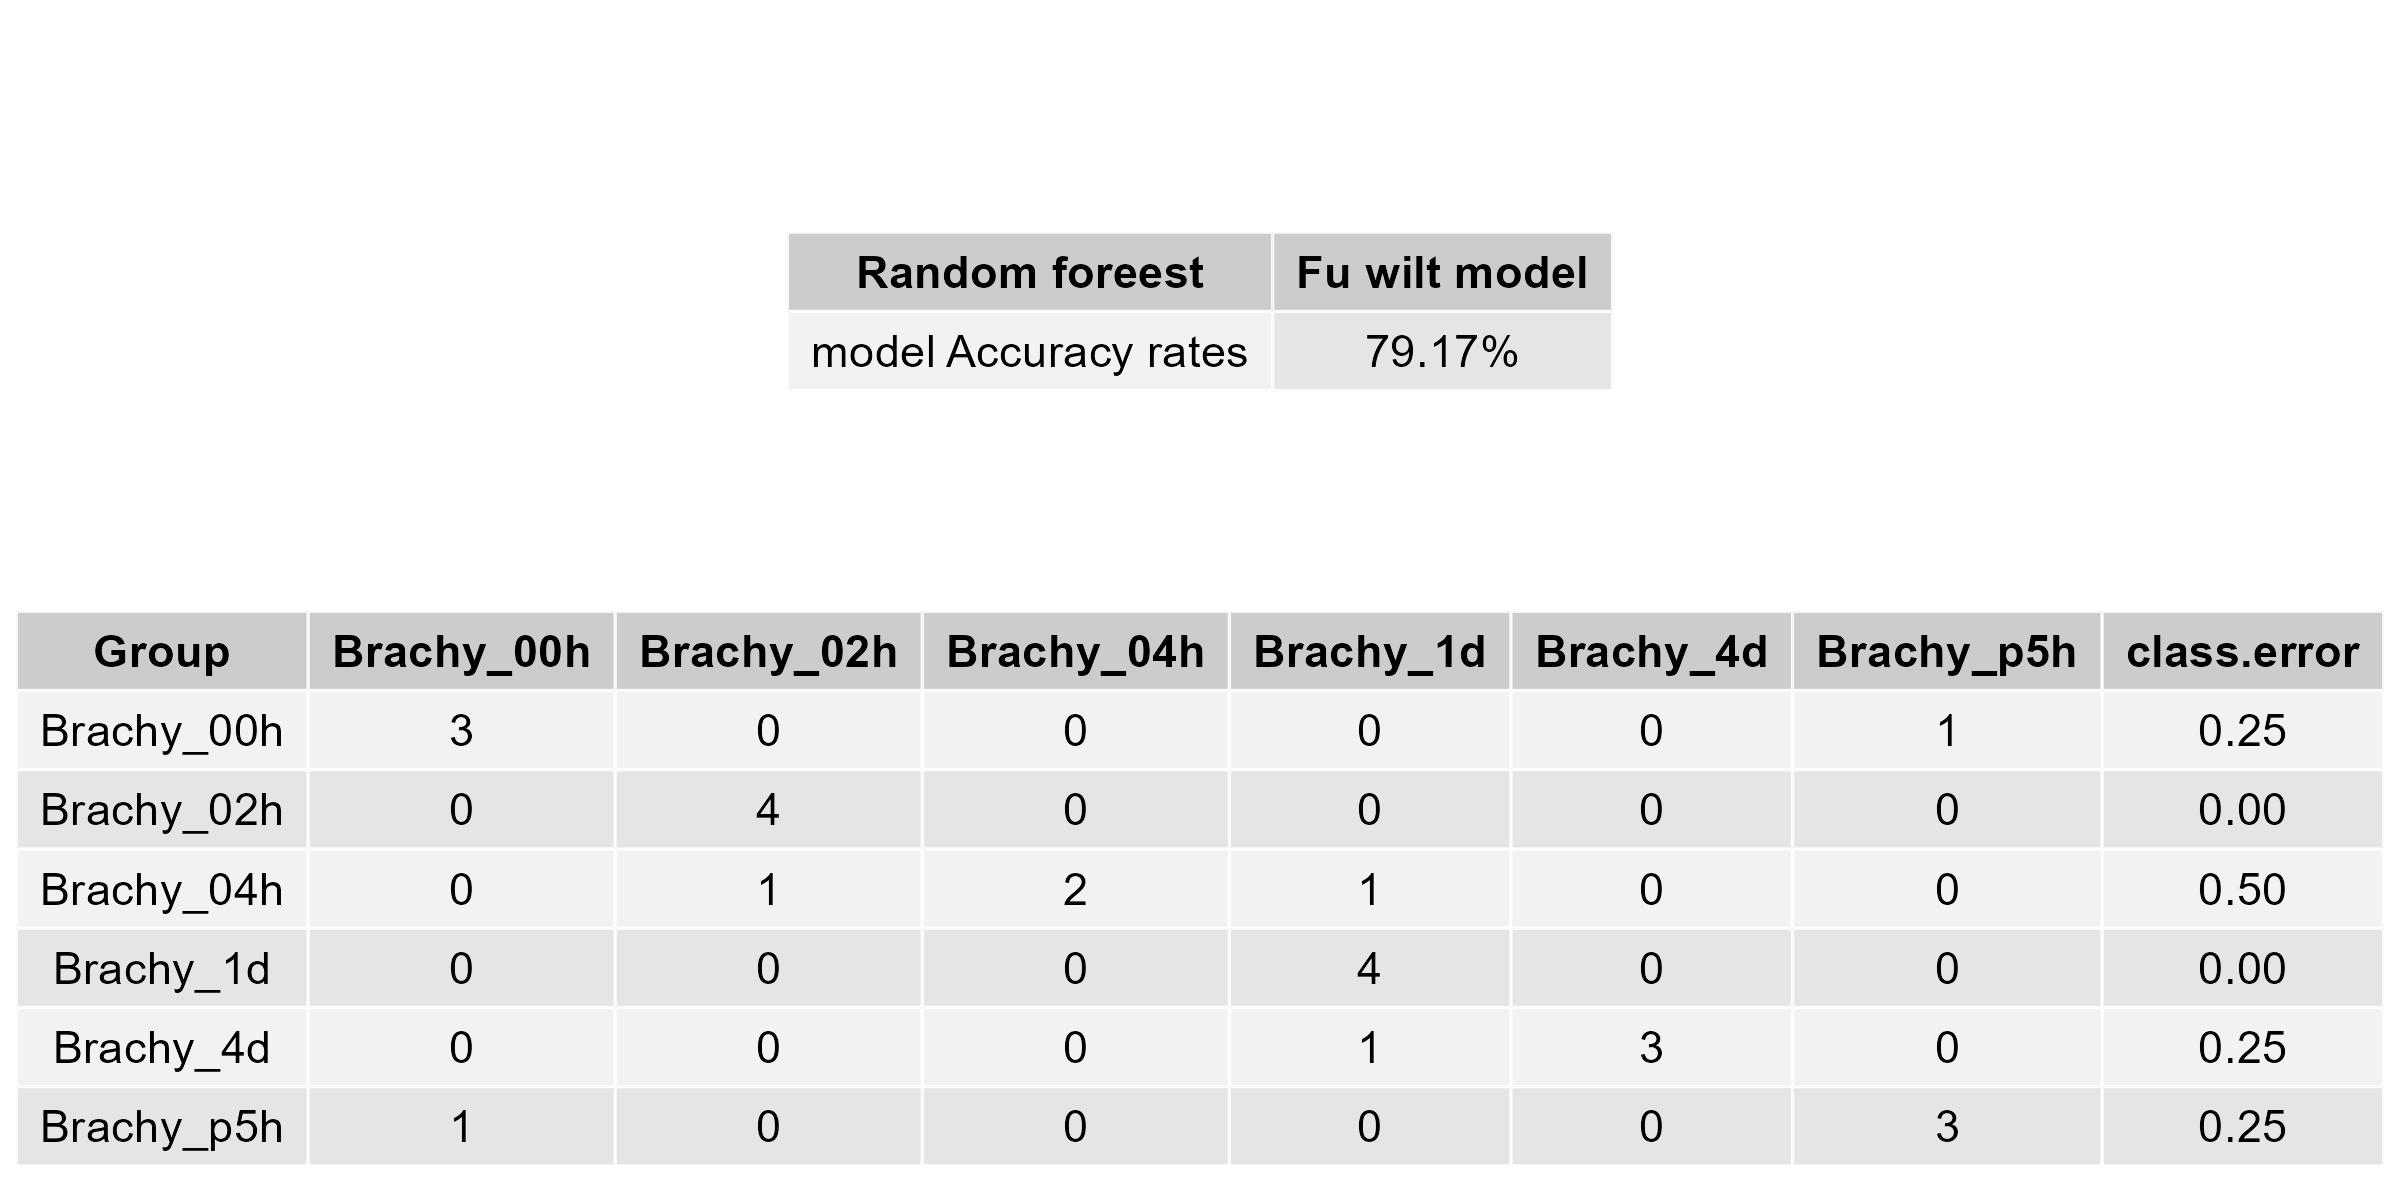 Random foreest Fu wilt model
model Accuracy rates 79.17%
Group Brachy_00h Brachy_02h Brachy_04h Brachy_1d Brachy_4d Brachy_p5h class.error
Brachy_00h 3 0 0 0 0 1 0.25
Brachy_02h 0 4 0 0 0 0 0.00
Brachy_04h 0 1 2 1 0 0 0.50
Brachy_1d 0 0 0 4 0 0 0.00
Brachy_4d 0 0 0 1 3 0 0.25
Brachy_p5h 1 0 0 0 0 3 0.25